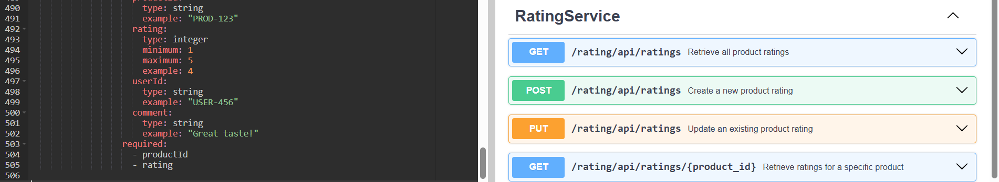 490 type: string
491 example: "PROD-123"
492 rating:
493 type: integer
494 minimum: 1
495 maximum: 5
496 example: 4
497 userId:
498 type: string
499 example: "USER-456"
500 comment:
501 type: string
502 example: "Great taste!"
503 required:
504 - productId
505 - rating
506
RatingService
GET /rating/api/ratings Retrieve all product ratings
POST /rating/api/ratings Create a new product rating
PUT /rating/api/ratings Update an existing product rating
GET /rating/api/ratings/{product_id} Retrieve ratings for a specific product